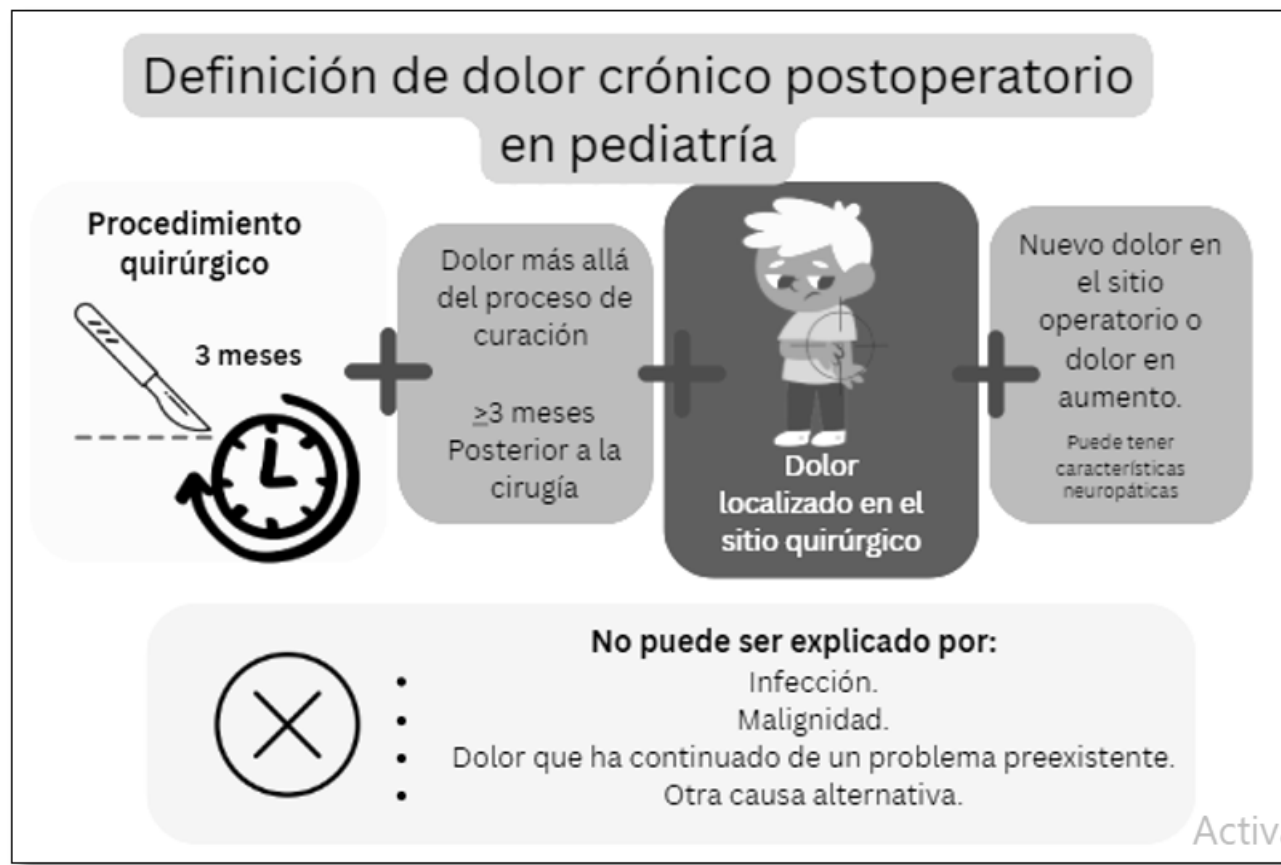 Definición de dolor crónico postoperatorio
en pediatría
Procedimiento
quirúrgico
3 meses
Dolor más allá
del proceso de
curación
≥3 meses
Posterior a la
cirugía
Dolor
localizado en el
sitio quirúrgico
Nuevo dolor en
el sitio
operatorio o
dolor en
aumento.
Puede tener
características
neuropáticas
No puede ser explicado por:
• Infección.
• Malignidad.
• Dolor que ha continuado de un problema preexistente.
• Otra causa alternativa.